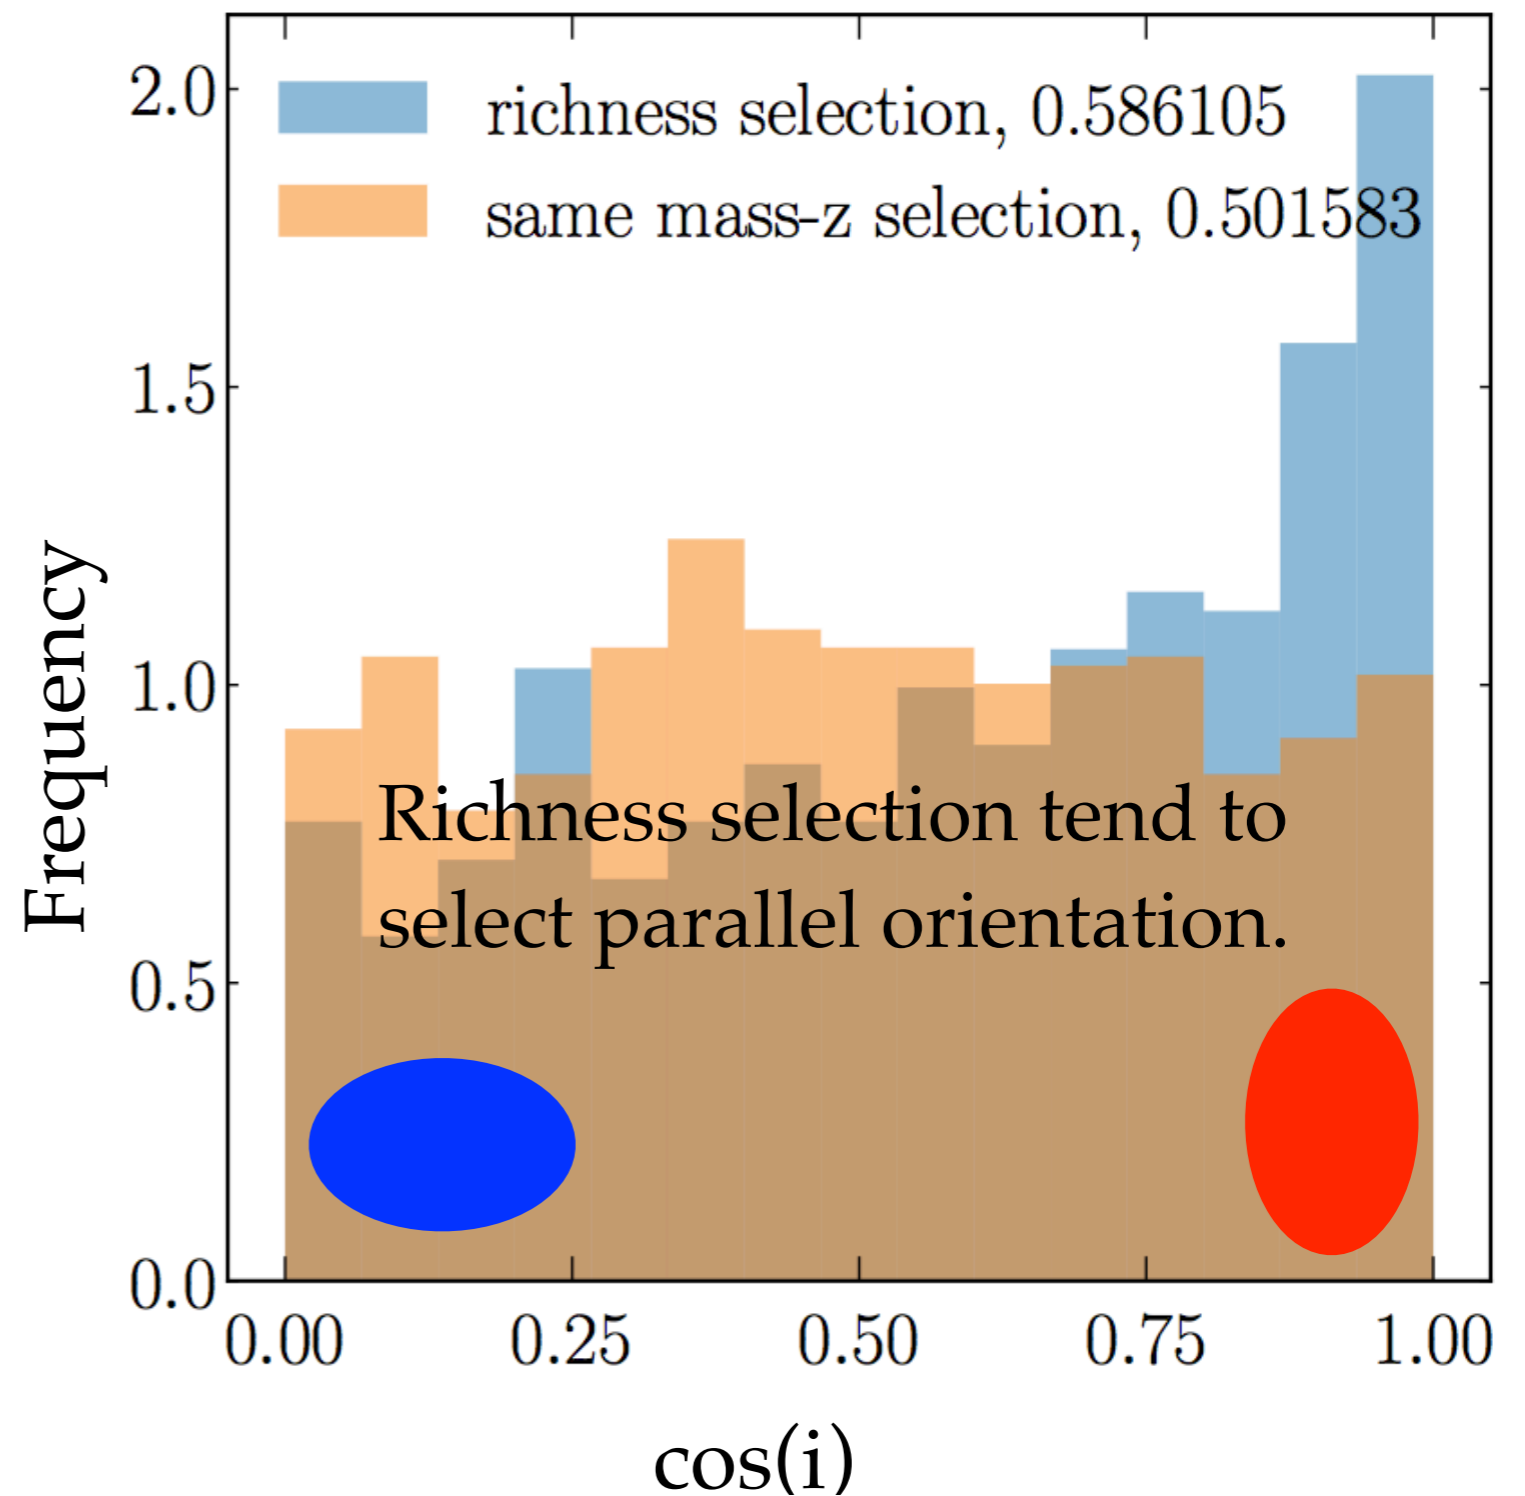 2.0
richness selection, 0.586105
same mass-z selection, 0.501583
1.5
1.0
Richness selection tend to
select parallel orientation.
0.5
0.0
Frequency
0.00 0.25 0.50 0.75 1.00
cos(i)